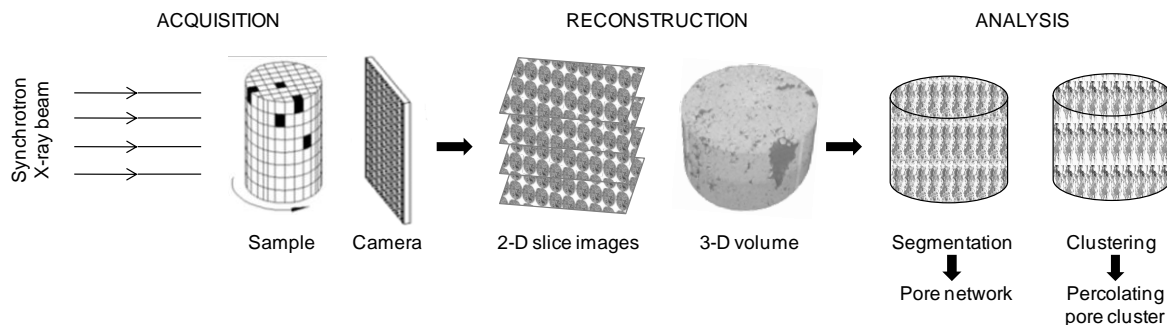 ACQUISITION
RECONSTRUCTION
ANALYSIS
Synchrotron
X-ray beam
Sample
Camera
2-D slice images
3-D volume
Segmentation
Clustering
Pore network
Percolating
pore cluster